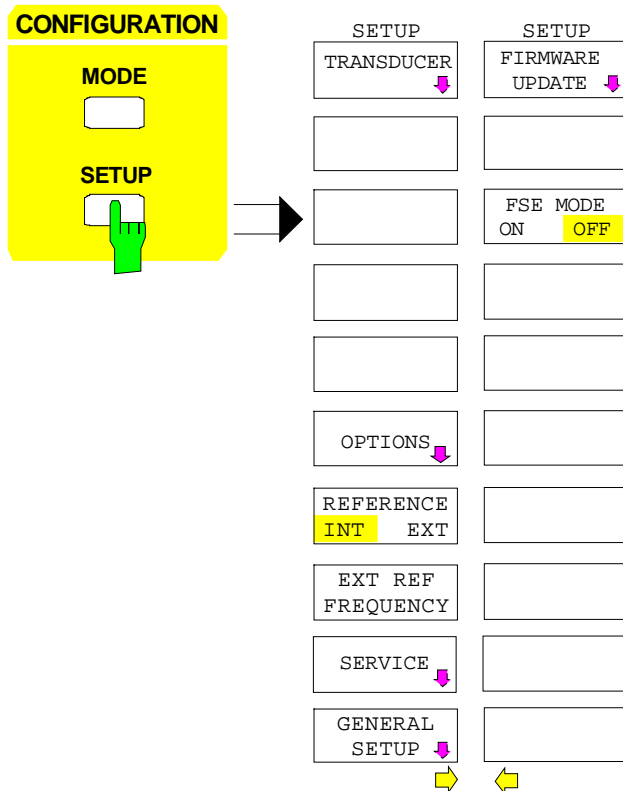 CONFIGURATION
MODE
SETUP
SETUP
TRANSDUCER
OPTIONS
REFERENCE
INT EXT
EXT REF
FREQUENCY
SERVICE
GENERAL
SETUP
SETUP
FIRMWARE
UPDATE
FSE MODE
ON OFF